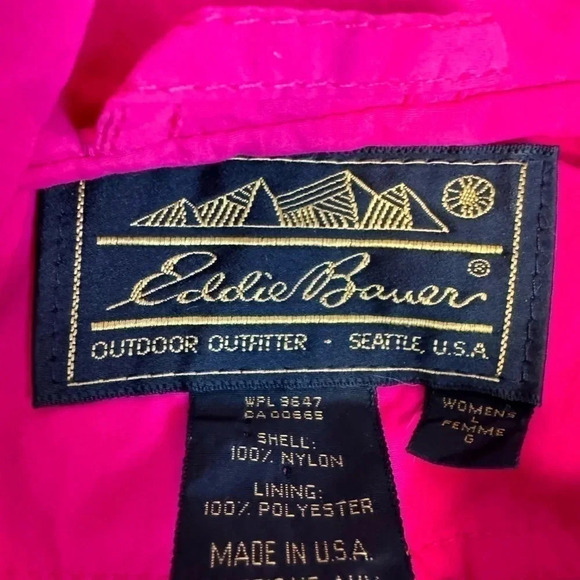 Eddie Bauer®
OUTDOOR OUTFITTER - SEATTLE, U.S.A.
WPL 9647
CA 00665
SHELL:
100% NYLON
LINING:
100% POLYESTER
MADE IN U.S.A.
WOMEN'S
L
FEMME
G